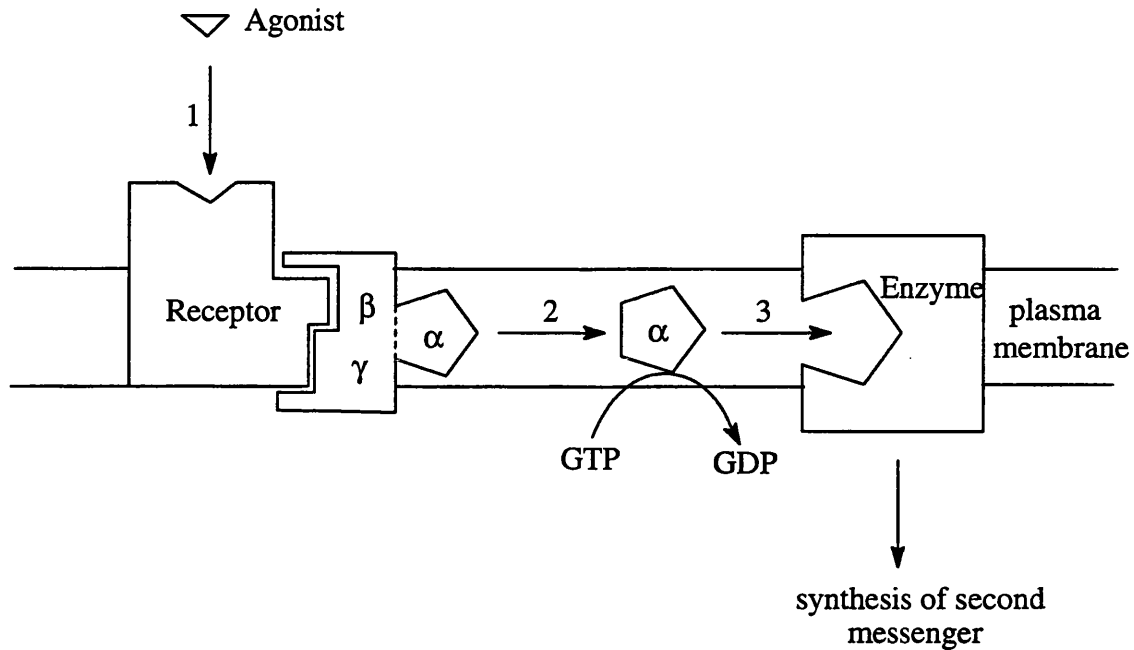 Agonist
1
Receptor
β
γ
α
2
α
3
Enzyme
plasma
membrane
GTP
GDP
synthesis of second
messenger